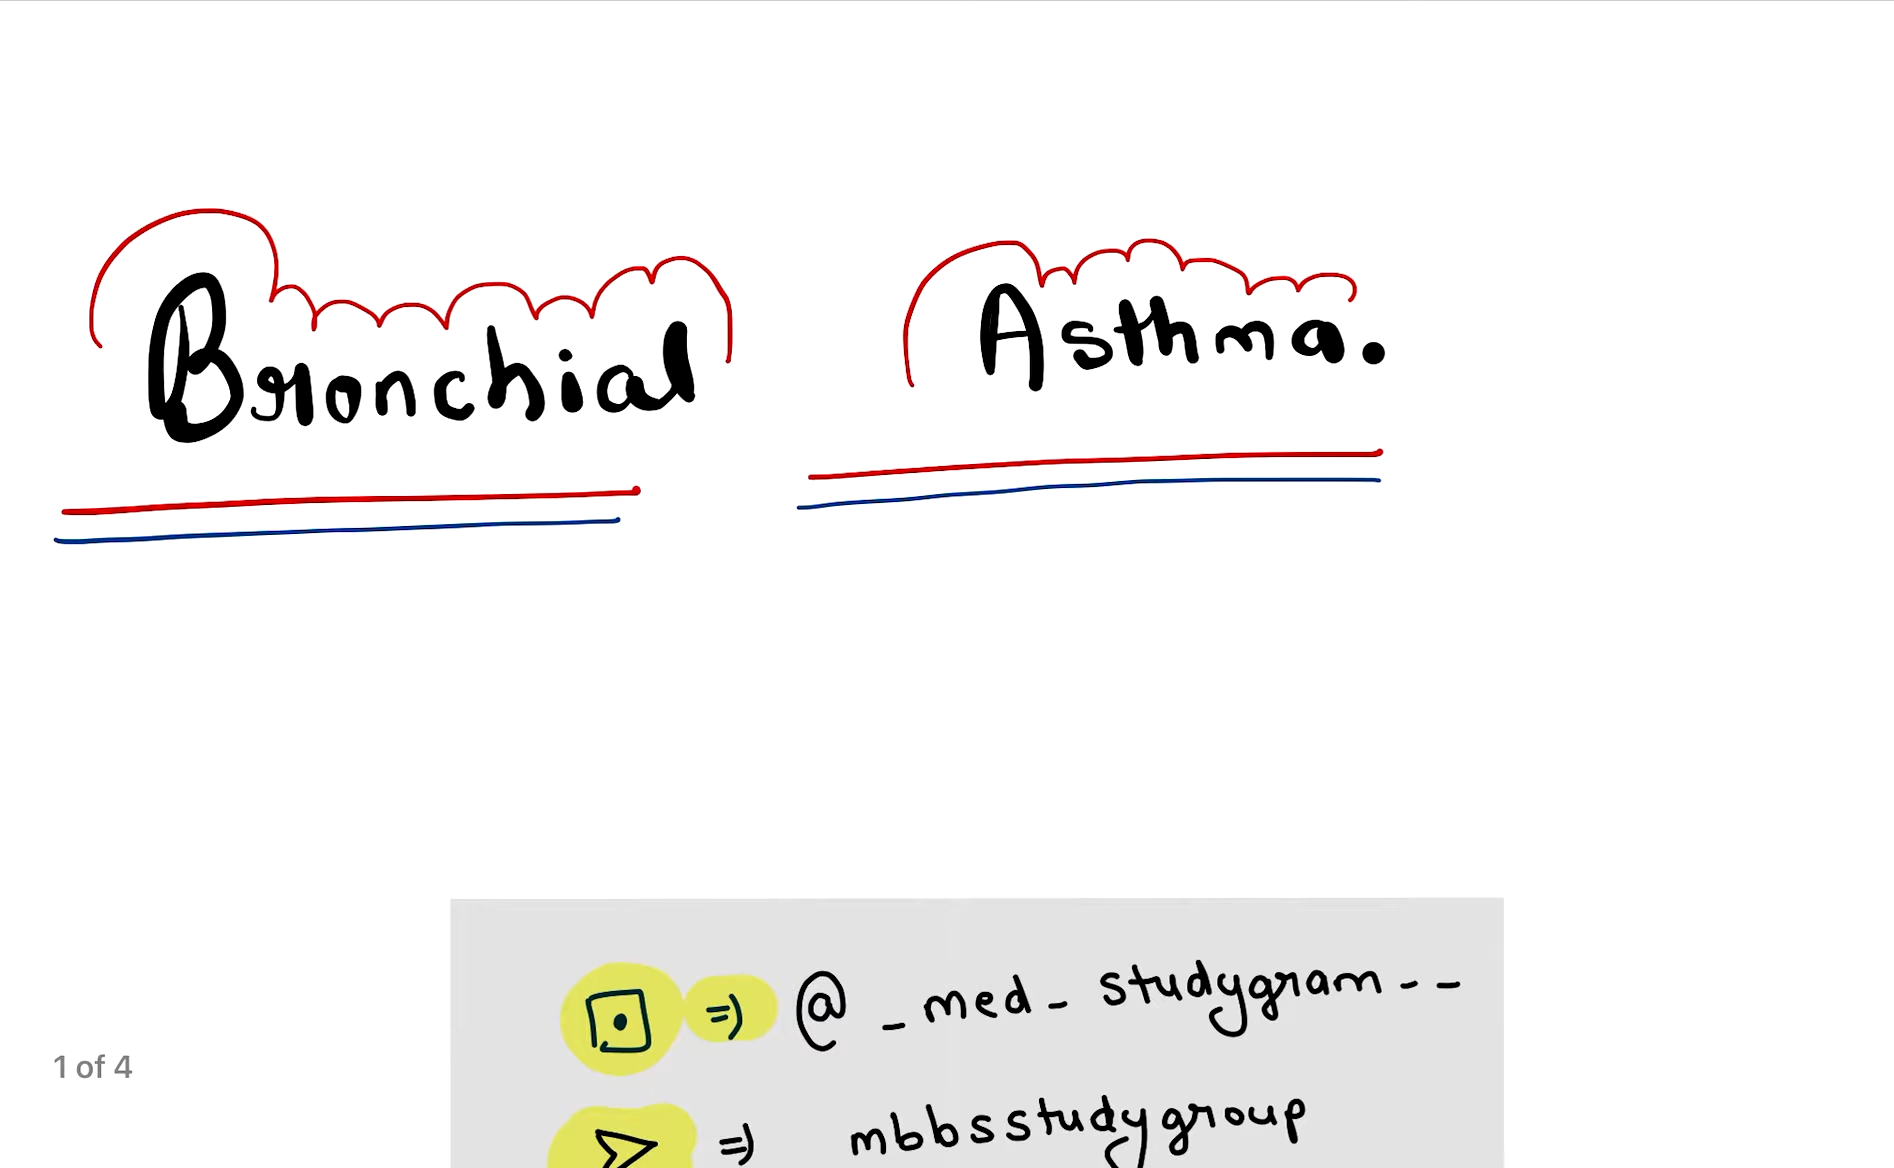 Bronchial Asthma.
=) @_med_studygram--
1 of 4
=) mbbsstudygroup